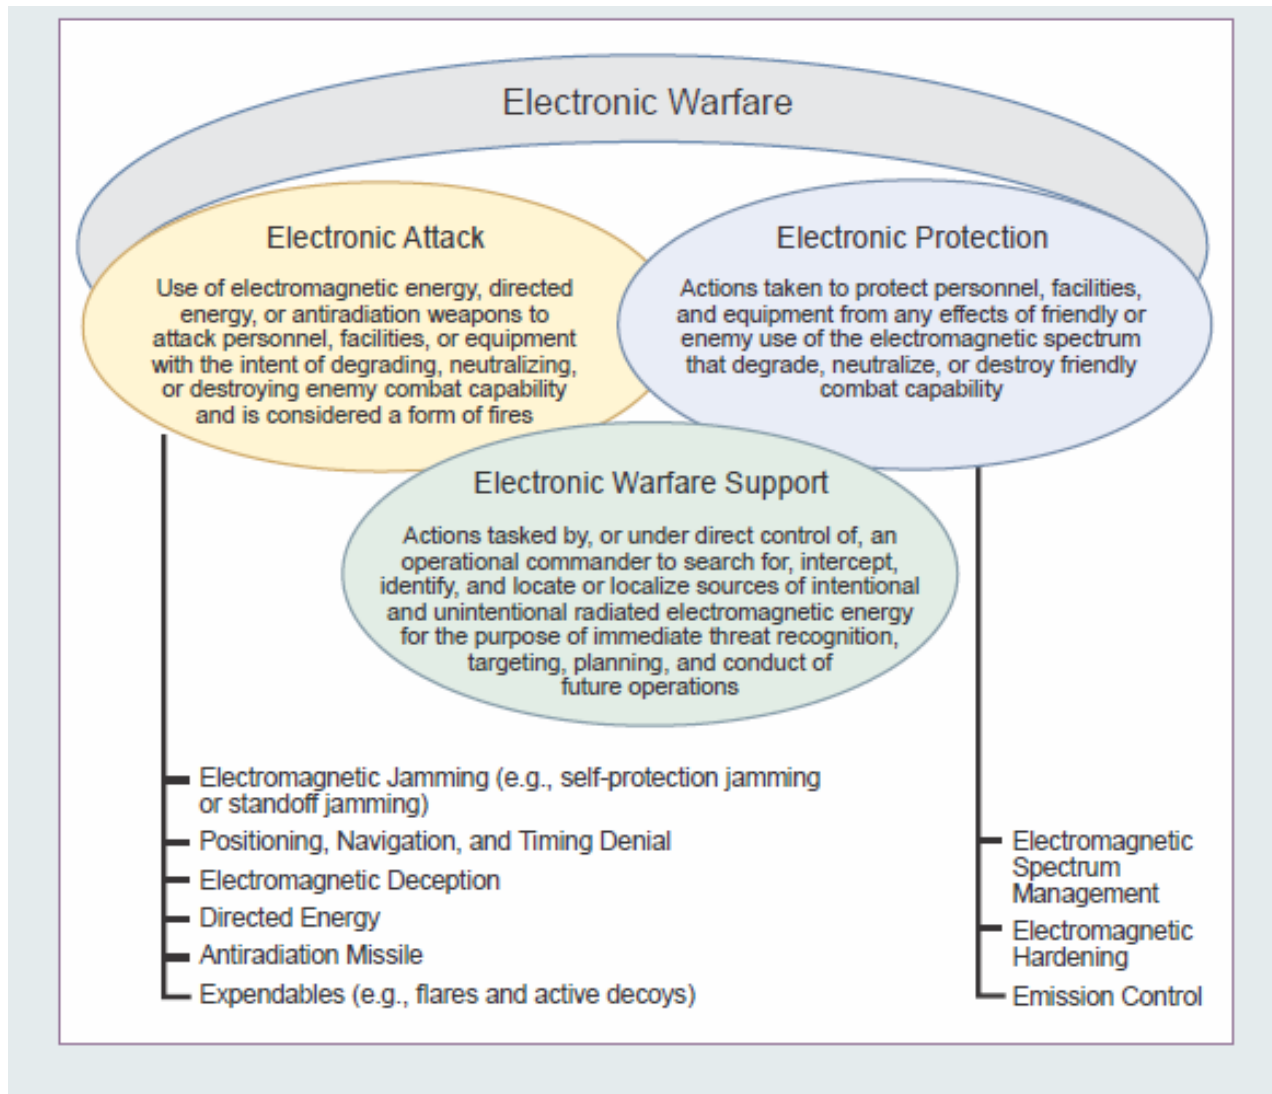 Electronic Warfare
Electronic Attack
Use of electromagnetic energy, directed
energy, or antiradiation weapons to
attack personnel, facilities, or equipment
with the intent of degrading, neutralizing,
or destroying enemy combat capability
and is considered a form of fires
Electronic Protection
Actions taken to protect personnel, facilities,
and equipment from any effects of friendly or
enemy use of the electromagnetic spectrum
that degrade, neutralize, or destroy friendly
combat capability
Electronic Warfare Support
Actions tasked by, or under direct control of, an
operational commander to search for, intercept,
identify, and locate or localize sources of intentional
and unintentional radiated electromagnetic energy
for the purpose of immediate threat recognition,
targeting, planning, and conduct of
future operations
Electromagnetic Jamming (e.g., self-protection jamming
or standoff jamming)
Positioning, Navigation, and Timing Denial
Electromagnetic Deception
Directed Energy
Antiradiation Missile
Expendables (e.g., flares and active decoys)
Electromagnetic
Spectrum
Management
Electromagnetic
Hardening
Emission Control